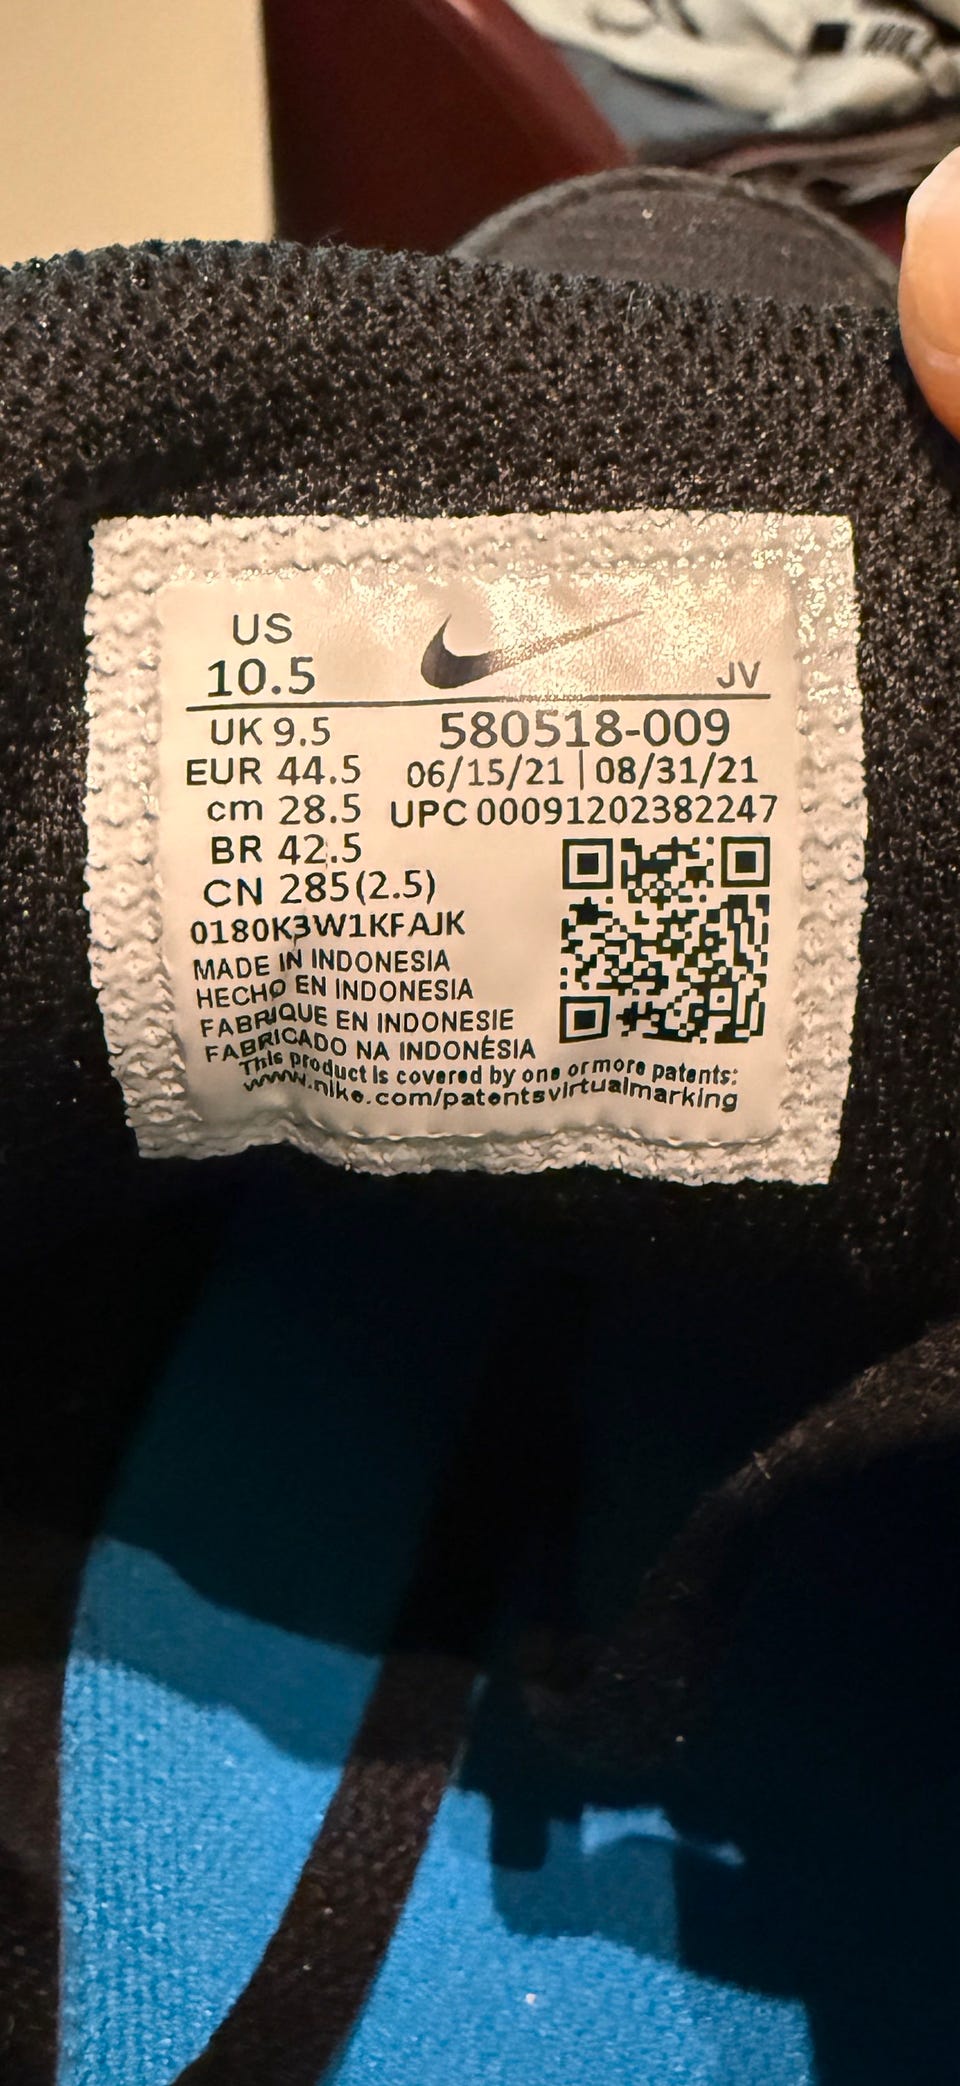 US
10.5
JV
UK 9.5
580518-009
EUR 44.5
06/15/21 | 08/31/21
cm 28.5
UPC 00091202382247
BR 42.5
CN 285(2.5)
0180K3W1KFAJK
MADE IN INDONESIA
HECHO EN INDONESIA
FABRIQUE EN INDONESIE
FABRICADO NA INDONÉSIA
This product is covered by one or more patents:
www.nike.com/patentsvirtualmarking